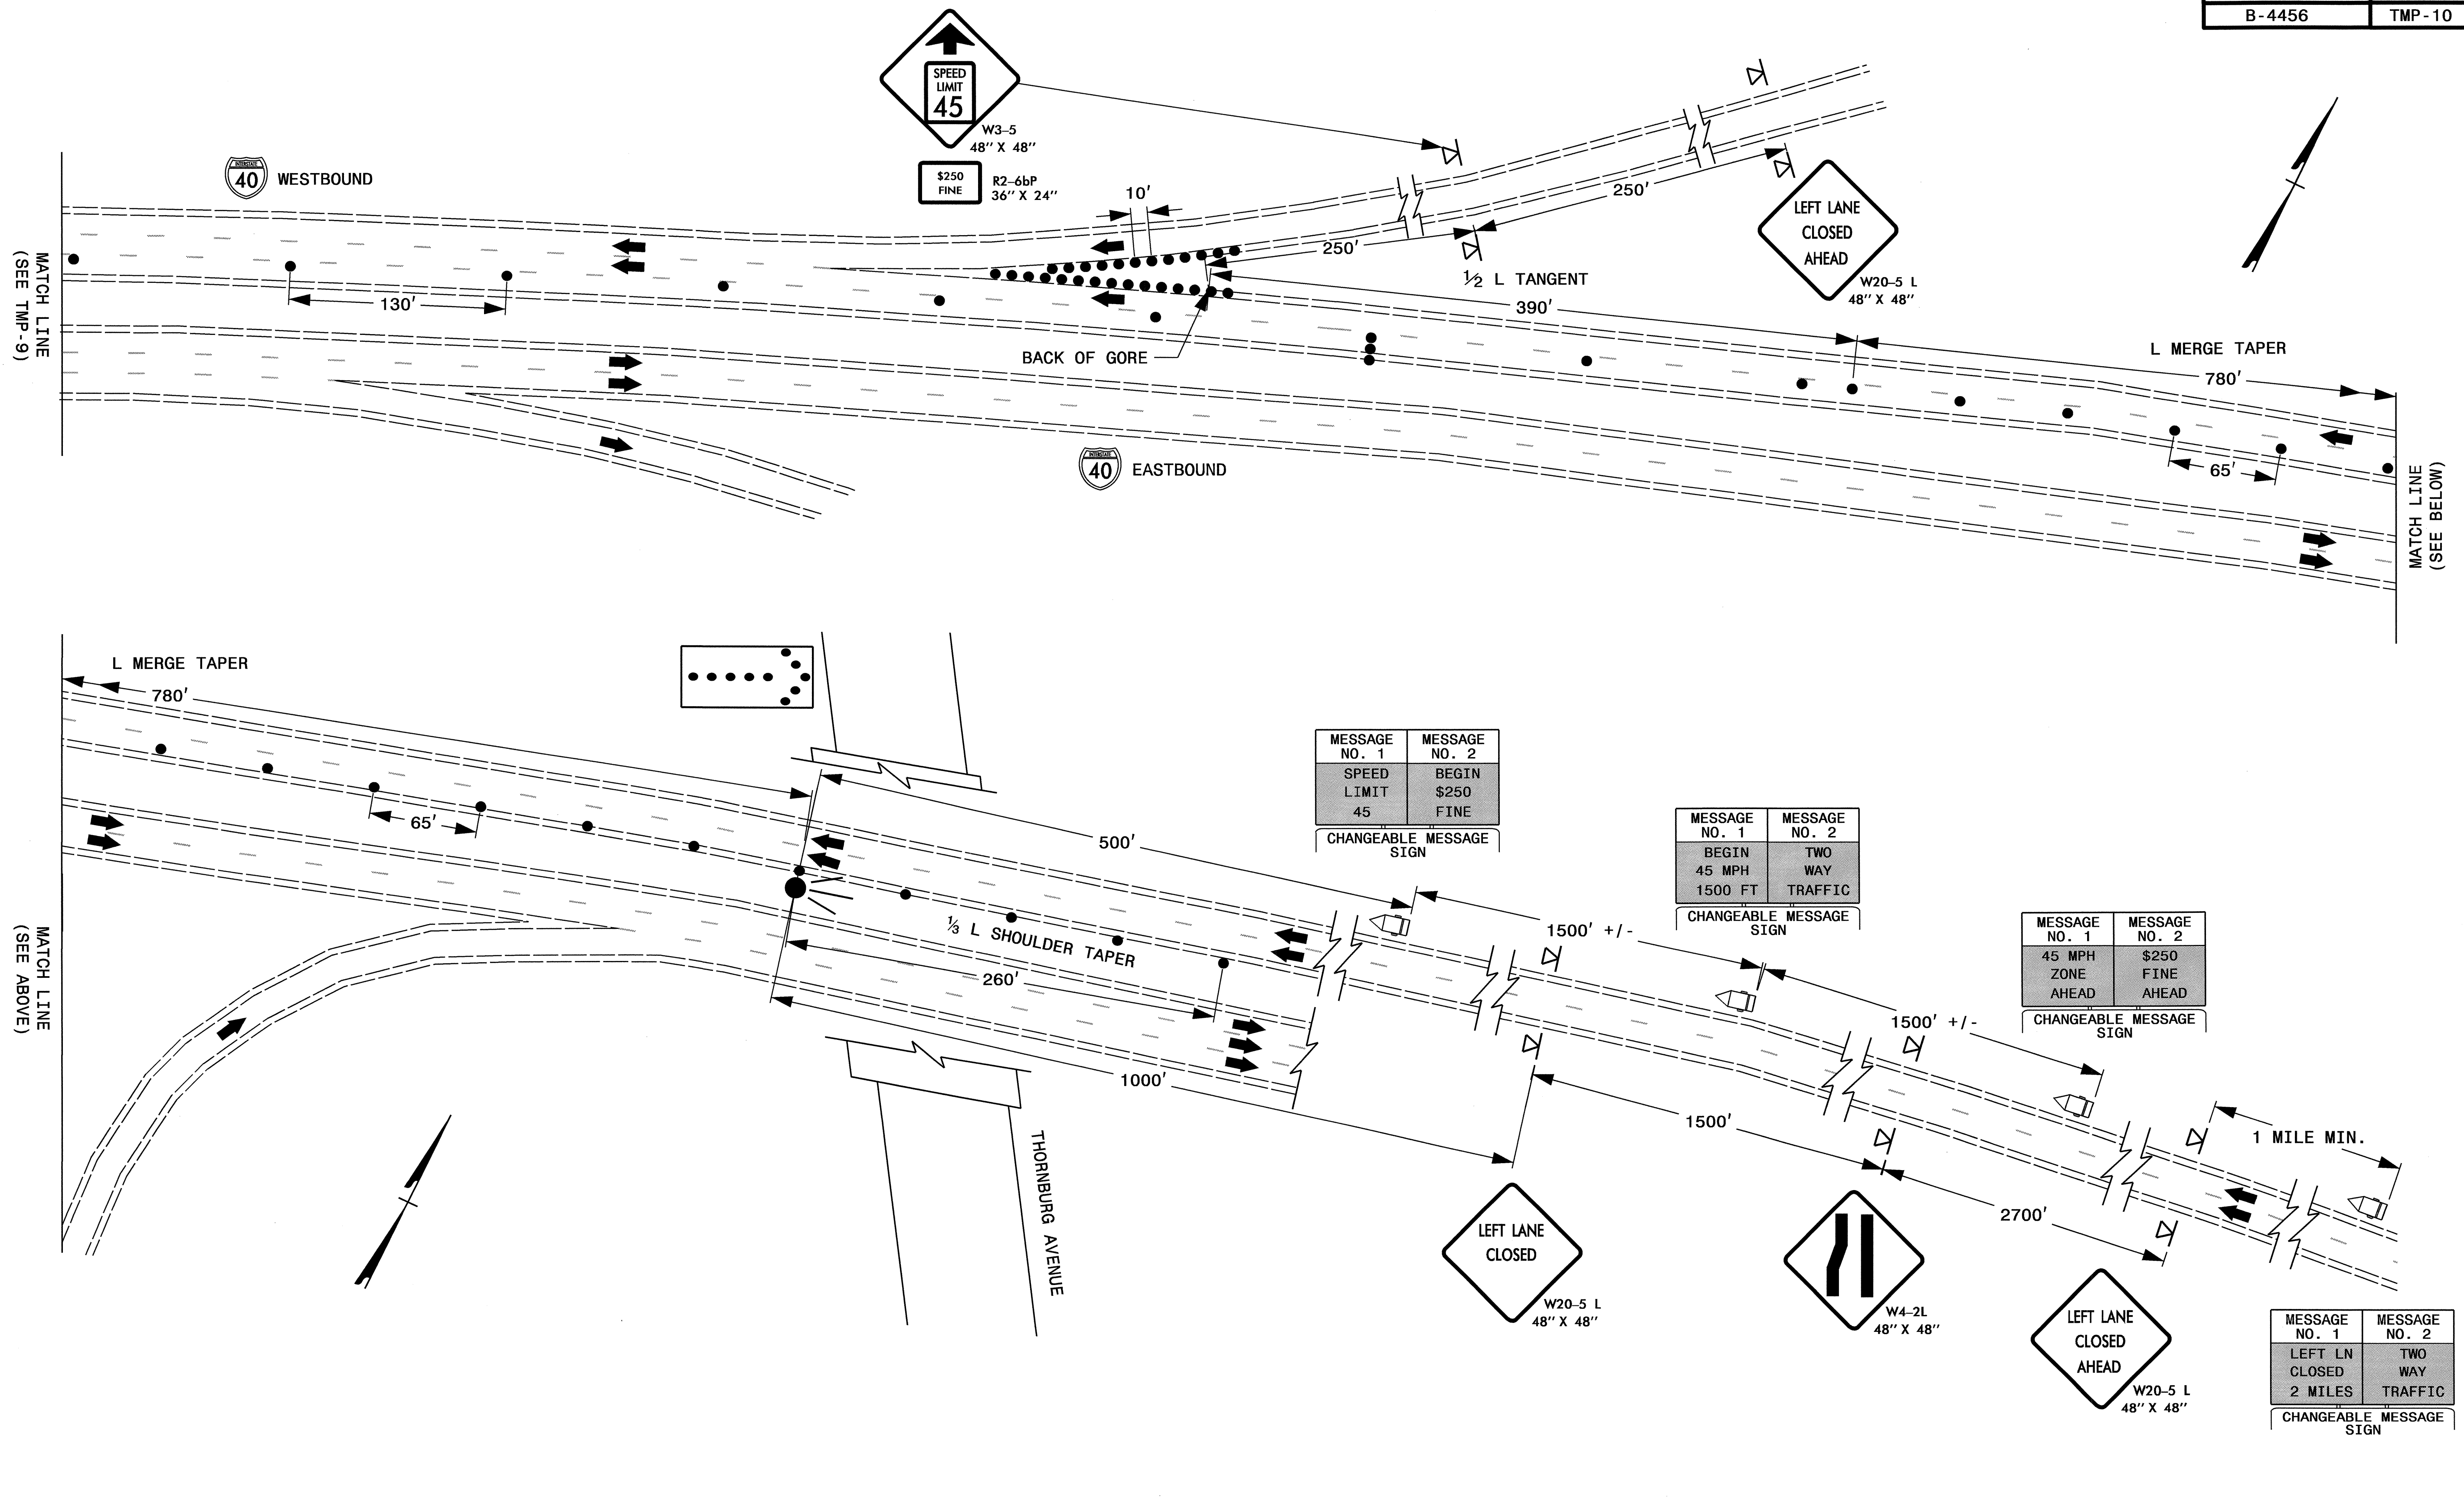 B-4456
TMP-10
SPEED
LIMIT
45
W3-5
48" X 48"
$250
FINE
R2-6bP
36" X 24"
INTERSTATE
40
WESTBOUND
MATCH LINE
(SEE TMP-9)
130'
10'
250'
250'
LEFT LANE
CLOSED
AHEAD
W20-5 L
48" X 48"
½ L TANGENT
390'
BACK OF GORE
L MERGE TAPER
780'
65'
INTERSTATE
40
EASTBOUND
MATCH LINE
(SEE BELOW)
L MERGE TAPER
780'
65'
MATCH LINE
(SEE ABOVE)
500'
⅓ L SHOULDER TAPER
260'
1000'
THORNBURG AVENUE
MESSAGE NO. 1
MESSAGE NO. 2
SPEED
LIMIT
45
BEGIN
$250
FINE
CHANGEABLE MESSAGE
SIGN
1500' +/-
MESSAGE NO. 1
MESSAGE NO. 2
BEGIN
45 MPH
1500 FT
TWO
WAY
TRAFFIC
CHANGEABLE MESSAGE
SIGN
1500' +/-
MESSAGE NO. 1
MESSAGE NO. 2
45 MPH
ZONE
AHEAD
$250
FINE
AHEAD
CHANGEABLE MESSAGE
SIGN
1 MILE MIN.
1500'
2700'
LEFT LANE
CLOSED
W20-5 L
48" X 48"
W4-2L
48" X 48"
LEFT LANE
CLOSED
AHEAD
W20-5 L
48" X 48"
MESSAGE NO. 1
MESSAGE NO. 2
LEFT LN
CLOSED
2 MILES
TWO
WAY
TRAFFIC
CHANGEABLE MESSAGE
SIGN